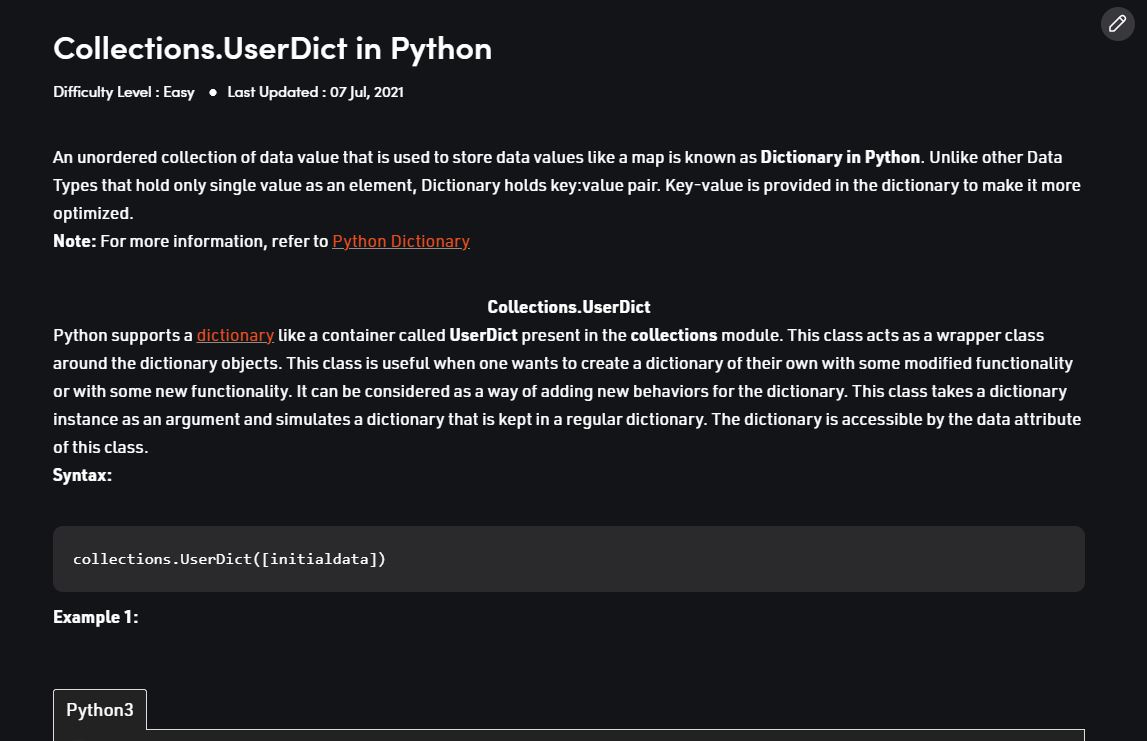 Collections.UserDict in Python
Difficulty Level : Easy ● Last Updated : 07 Jul, 2021
An unordered collection of data value that is used to store data values like a map is known as Dictionary in Python. Unlike other Data
Types that hold only single value as an element, Dictionary holds key:value pair. Key-value is provided in the dictionary to make it more
optimized.
Note: For more information, refer to Python Dictionary
Collections.UserDict
Python supports a dictionary like a container called UserDict present in the collections module. This class acts as a wrapper class
around the dictionary objects. This class is useful when one wants to create a dictionary of their own with some modified functionality
or with some new functionality. It can be considered as a way of adding new behaviors for the dictionary. This class takes a dictionary
instance as an argument and simulates a dictionary that is kept in a regular dictionary. The dictionary is accessible by the data attribute
of this class.
Syntax:
collections.UserDict([initialdata])
Example 1:
Python3